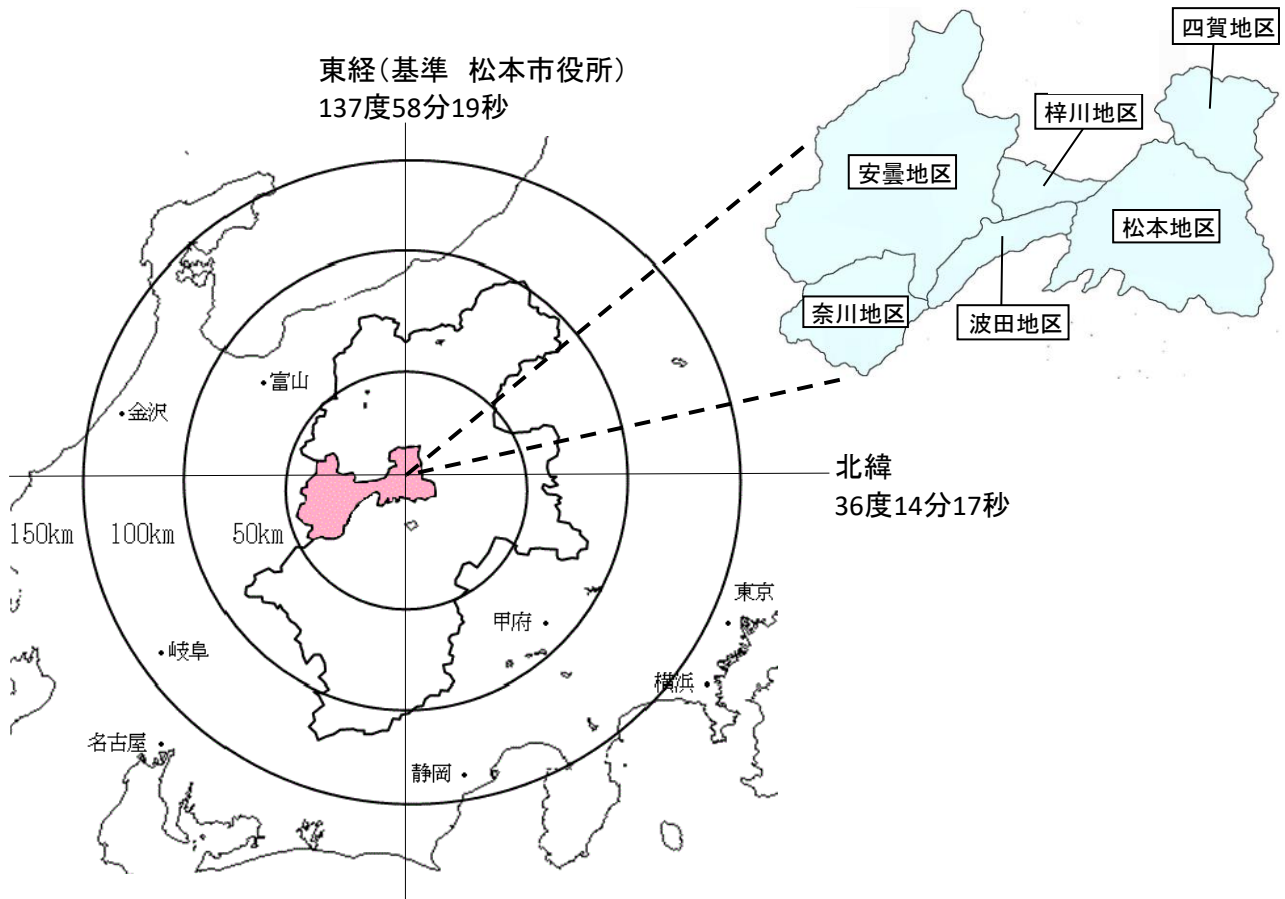 東経（基準　松本市役所）
137度58分19秒
四賀地区
梓川地区
安曇地区
松本地区
奈川地区
波田地区
富山
金沢
北緯
36度14分17秒
150km
100km
50km
東京
甲府
岐阜
横浜
名古屋
静岡